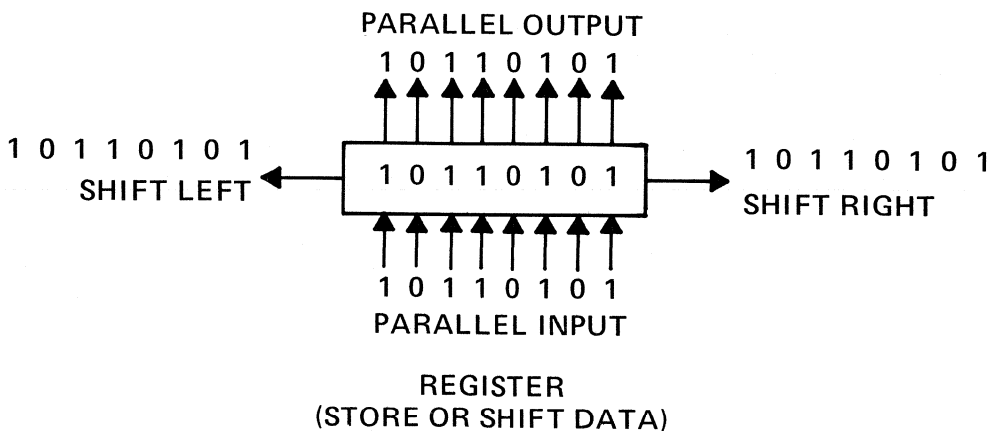 PARALLEL OUTPUT
1 0 1 1 0 1 0 1
1 0 1 1 0 1 0 1
SHIFT LEFT
1 0 1 1 0 1 0 1
1 0 1 1 0 1 0 1
SHIFT RIGHT
1 0 1 1 0 1 0 1
PARALLEL INPUT
REGISTER
(STORE OR SHIFT DATA)